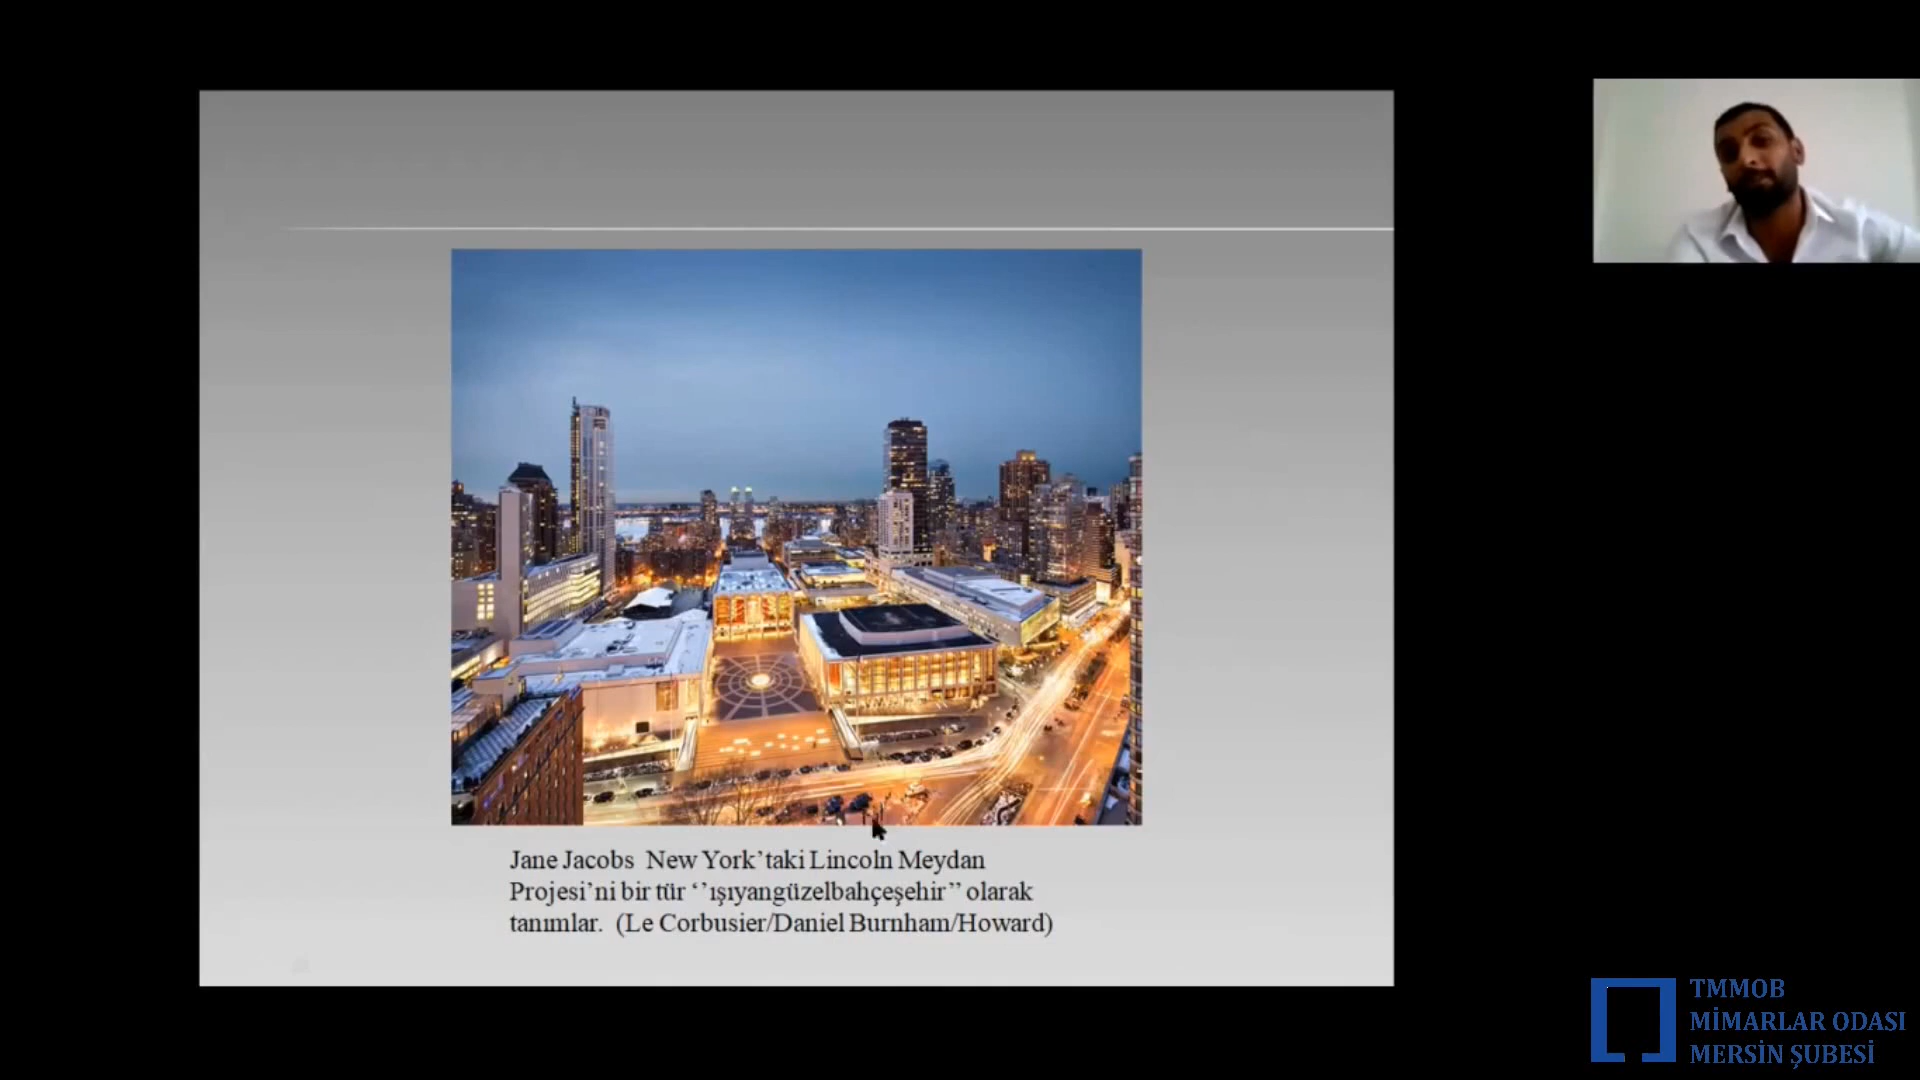 Jane Jacobs New York’taki Lincoln Meydan
Projesi’ni bir tür ‘’ışıyangüzelbahçeşehir’’ olarak
tanımlar. (Le Corbusier/Daniel Burnham/Howard)
TMMOB
MİMARLAR ODASI
MERSİN ŞUBESİ